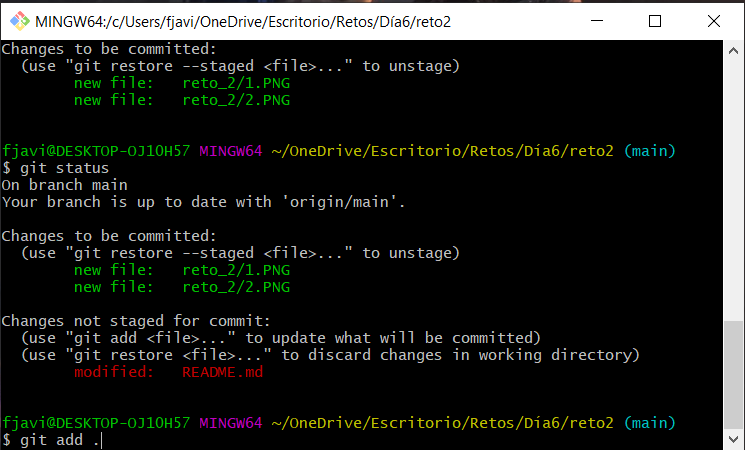 MINGW64:/c/Users/fjavi/OneDrive/Escritorio/Retos/Día6/reto2
Changes to be committed:
  (use "git restore --staged <file>..." to unstage)
        new file:   reto_2/1.PNG
        new file:   reto_2/2.PNG
fjavi@DESKTOP-OJ1OH57 MINGW64 ~/OneDrive/Escritorio/Retos/Día6/reto2 (main)
$ git status
On branch main
Your branch is up to date with 'origin/main'.
Changes to be committed:
  (use "git restore --staged <file>..." to unstage)
        new file:   reto_2/1.PNG
        new file:   reto_2/2.PNG
Changes not staged for commit:
  (use "git add <file>..." to update what will be committed)
  (use "git restore <file>..." to discard changes in working directory)
        modified:   README.md
fjavi@DESKTOP-OJ1OH57 MINGW64 ~/OneDrive/Escritorio/Retos/Día6/reto2 (main)
$ git add .